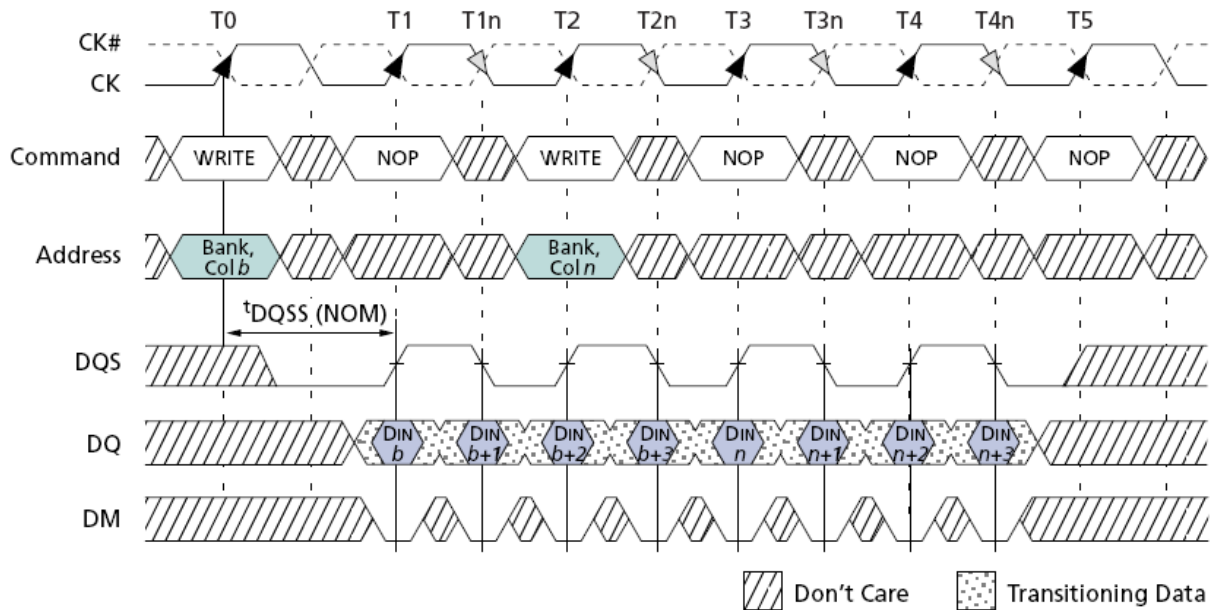 T0 T1 T1n T2 T2n T3 T3n T4 T4n T5
CK#
CK
Command WRITE NOP WRITE NOP NOP NOP
Address Bank, Col b Bank, Col n
tDQSS (NOM)
DQS
DQ DIN b DIN b+1 DIN b+2 DIN b+3 DIN n DIN n+1 DIN n+2 DIN n+3
DM
Don't Care Transitioning Data